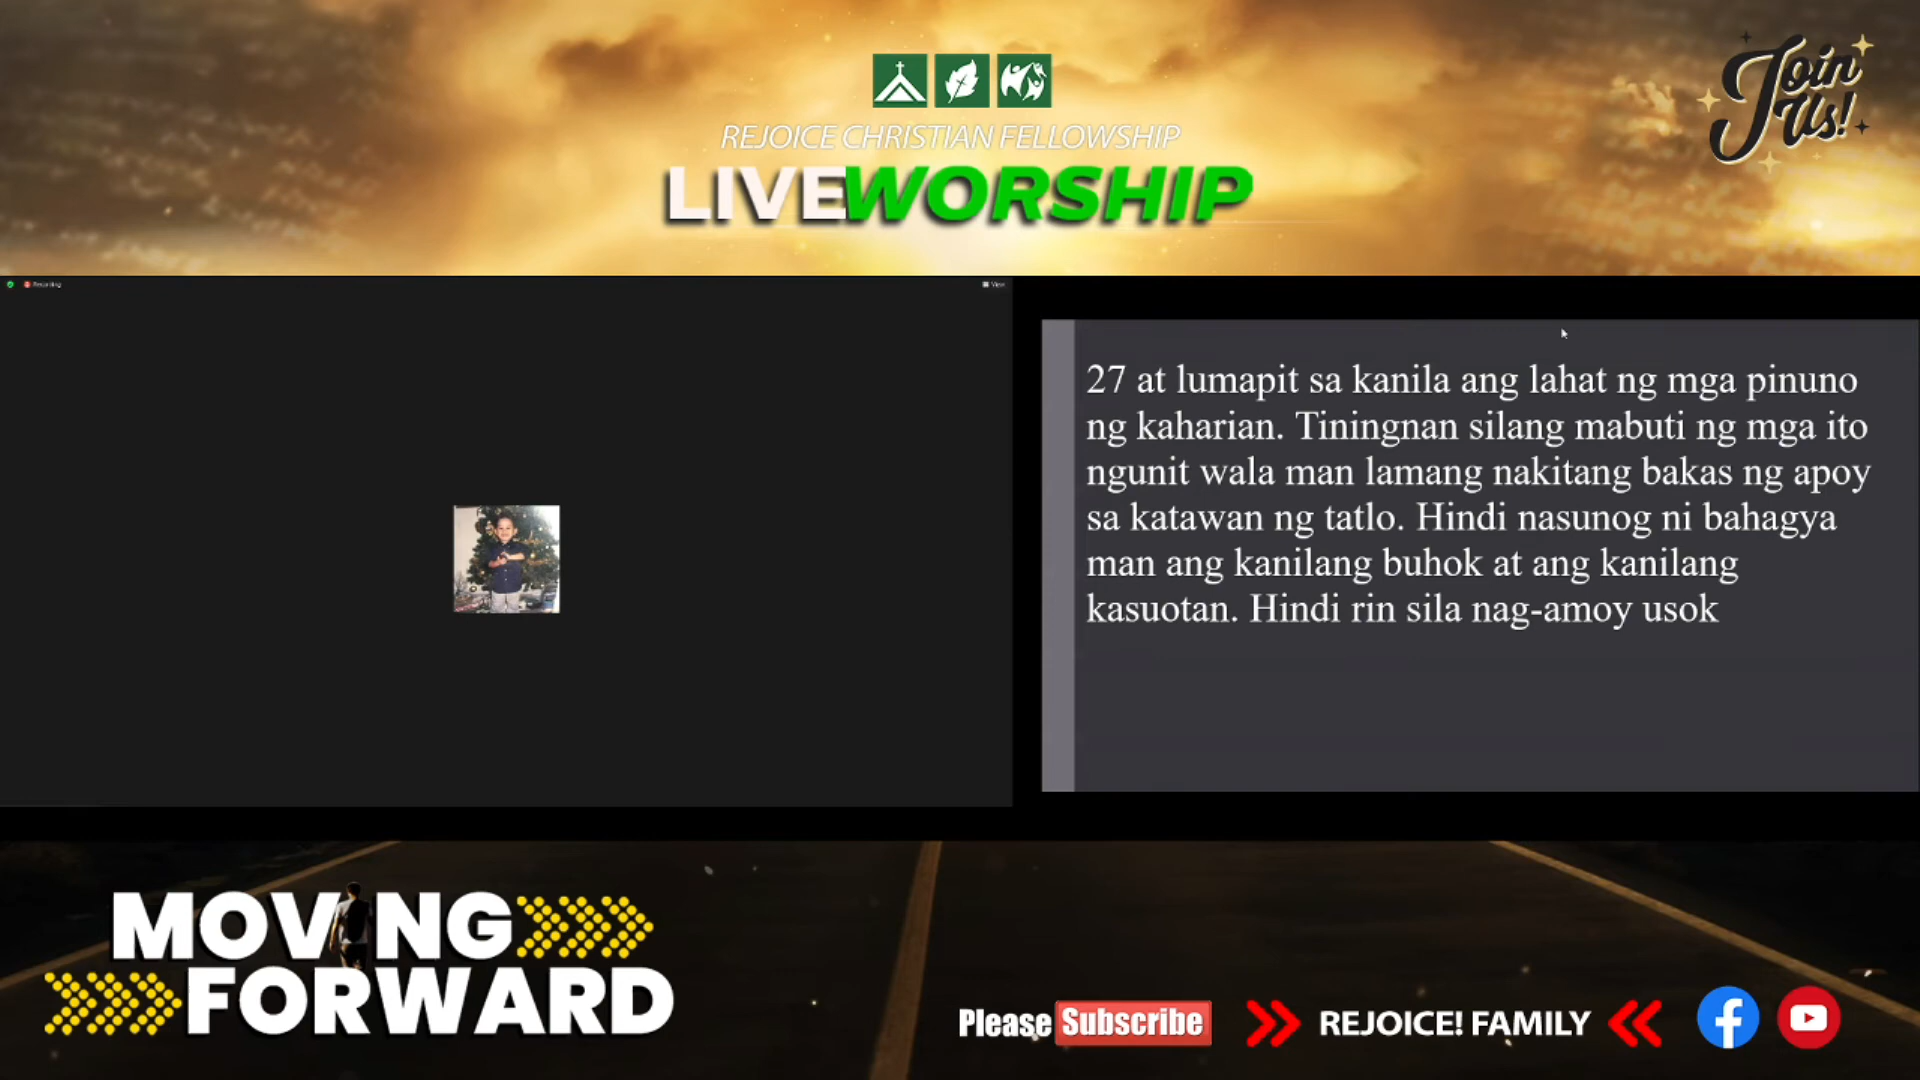 Join
Us!
REJOICE CHRISTIAN FELLOWSHIP
LIVEWORSHIP
Recording
View
27 at lumapit sa kanila ang lahat ng mga pinuno
ng kaharian. Tiningnan silang mabuti ng mga ito
ngunit wala man lamang nakitang bakas ng apoy
sa katawan ng tatlo. Hindi nasunog ni bahagya
man ang kanilang buhok at ang kanilang
kasuotan. Hindi rin sila nag-amoy usok
MOVING
FORWARD
Please Subscribe
REJOICE! FAMILY